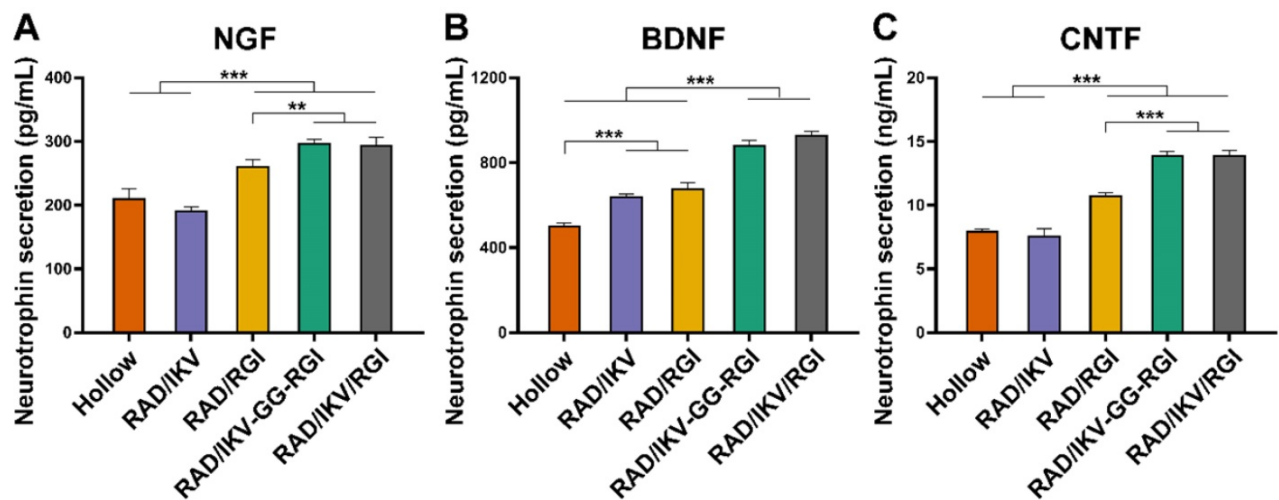 A
NGF
Neurotrophin secretion (pg/mL)
400
300
200
100
0
***
**
Hollow
RAD/IKV
RAD/RGI
RAD/IKV-GG-RGI
RAD/IKV/RGI
B
BDNF
Neurotrophin secretion (pg/mL)
1200
800
400
0
***
***
Hollow
RAD/IKV
RAD/RGI
RAD/IKV-GG-RGI
RAD/IKV/RGI
C
CNTF
Neurotrophin secretion (ng/mL)
20
15
10
5
0
***
***
Hollow
RAD/IKV
RAD/RGI
RAD/IKV-GG-RGI
RAD/IKV/RGI